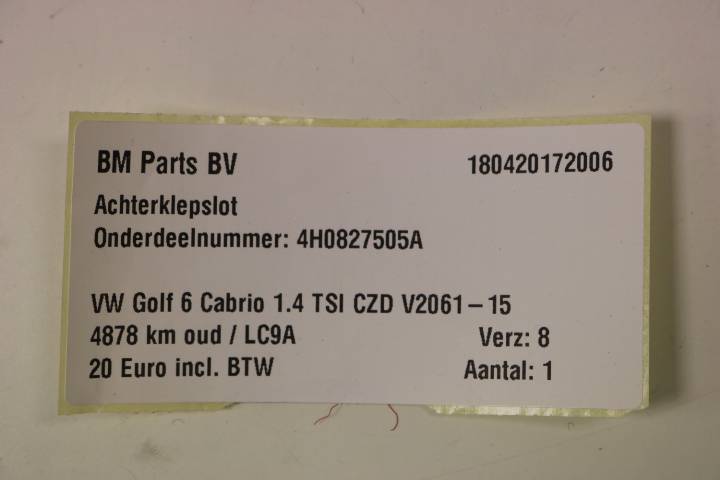 BM Parts BV 180420172006
Achterklepslot
Onderdeelnummer: 4H0827505A
VW Golf 6 Cabrio 1.4 TSI CZD V2061-15
4878 km oud / LC9A Verz: 8
20 Euro incl. BTW Aantal: 1